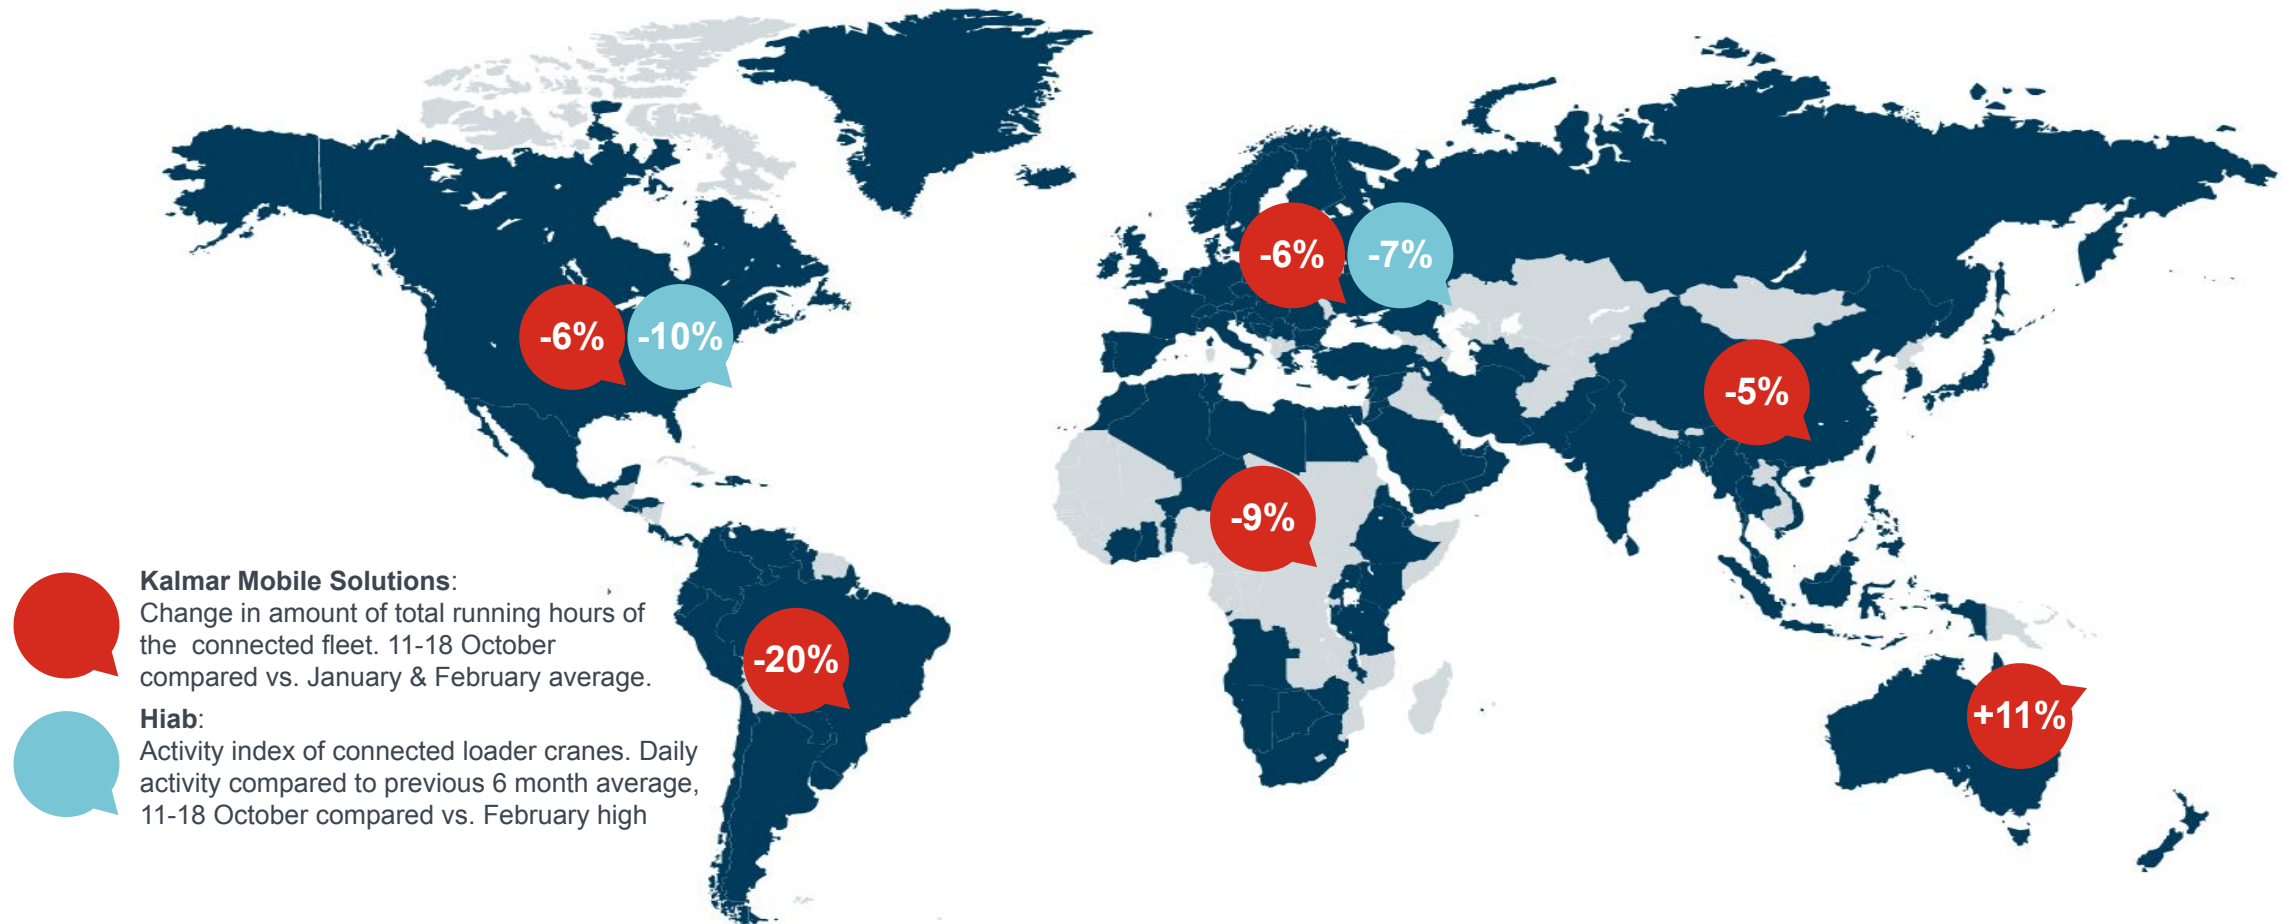 -6%
-7%
-6%
-10%
-5%
-9%
-20%
+11%
Kalmar Mobile Solutions:
Change in amount of total running hours of
the connected fleet. 11-18 October
compared vs. January & February average.
Hiab:
Activity index of connected loader cranes. Daily
activity compared to previous 6 month average,
11-18 October compared vs. February high